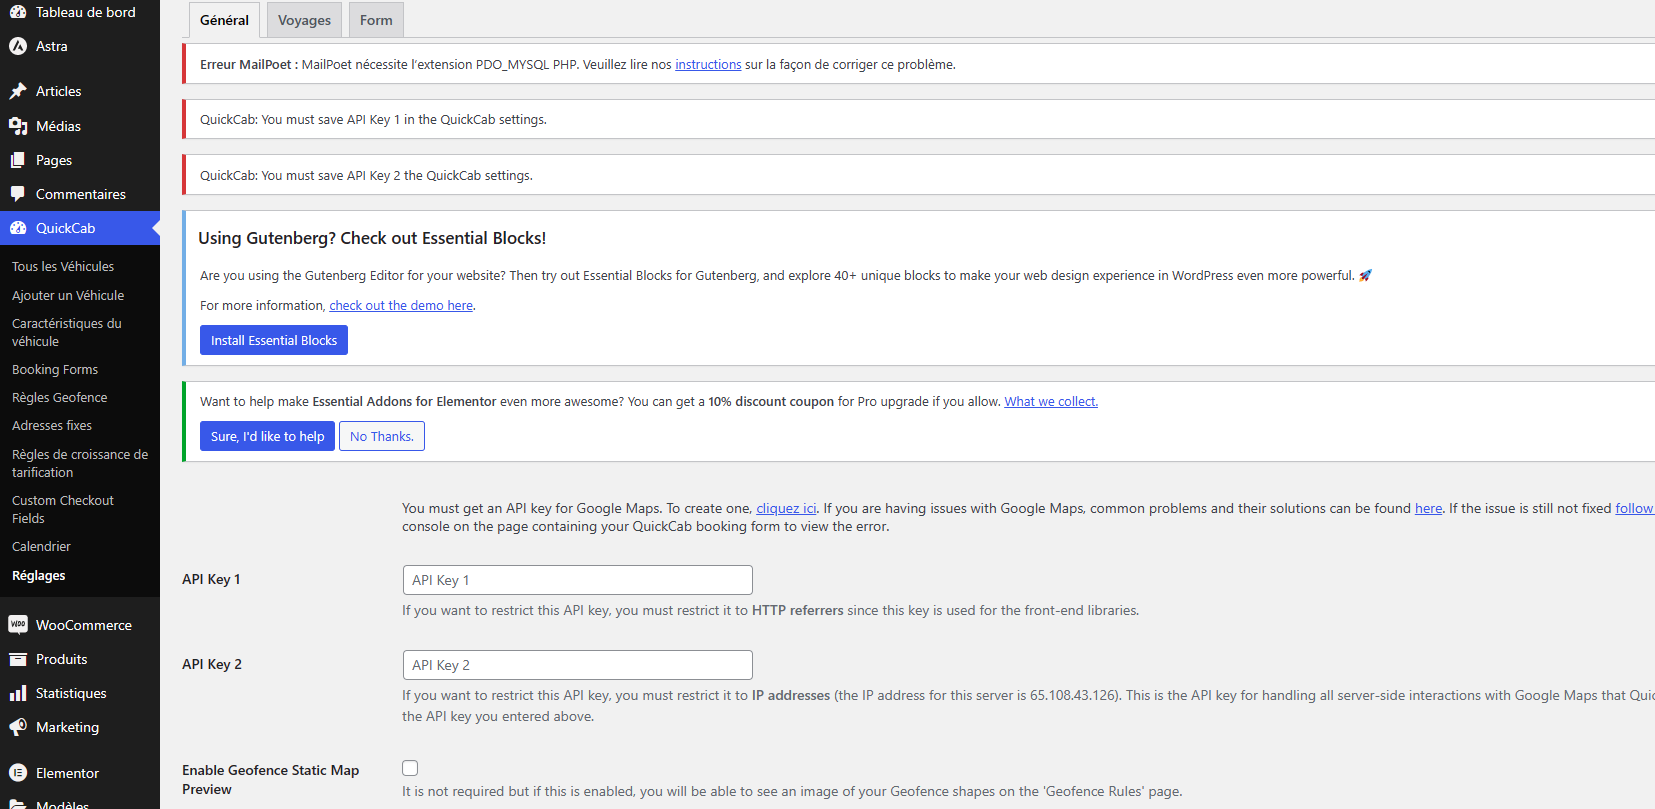 Tableau de bord
Astra
Articles
Médias
Pages
Commentaires
QuickCab
Tous les Véhicules
Ajouter un Véhicule
Caractéristiques du
véhicule
Booking Forms
Règles Geofence
Adresses fixes
Règles de croissance de
tarification
Custom Checkout
Fields
Calendrier
Réglages
WooCommerce
Produits
Statistiques
Marketing
Elementor
Modèles
Général Voyages Form
Erreur MailPoet : MailPoet nécessite l’extension PDO_MYSQL PHP. Veuillez lire nos instructions sur la façon de corriger ce problème.
QuickCab: You must save API Key 1 in the QuickCab settings.
QuickCab: You must save API Key 2 the QuickCab settings.
Using Gutenberg? Check out Essential Blocks!
Are you using the Gutenberg Editor for your website? Then try out Essential Blocks for Gutenberg, and explore 40+ unique blocks to make your web design experience in WordPress even more powerful. 🚀
For more information, check out the demo here.
Install Essential Blocks
Want to help make Essential Addons for Elementor even more awesome? You can get a 10% discount coupon for Pro upgrade if you allow. What we collect.
Sure, I'd like to help No Thanks.
You must get an API key for Google Maps. To create one, cliquez ici. If you are having issues with Google Maps, common problems and their solutions can be found here. If the issue is still not fixed follow
console on the page containing your QuickCab booking form to view the error.
API Key 1 API Key 1
If you want to restrict this API key, you must restrict it to HTTP referrers since this key is used for the front-end libraries.
API Key 2 API Key 2
If you want to restrict this API key, you must restrict it to IP addresses (the IP address for this server is 65.108.43.126). This is the API key for handling all server-side interactions with Google Maps that Quic
the API key you entered above.
Enable Geofence Static Map
Preview
It is not required but if this is enabled, you will be able to see an image of your Geofence shapes on the 'Geofence Rules' page.